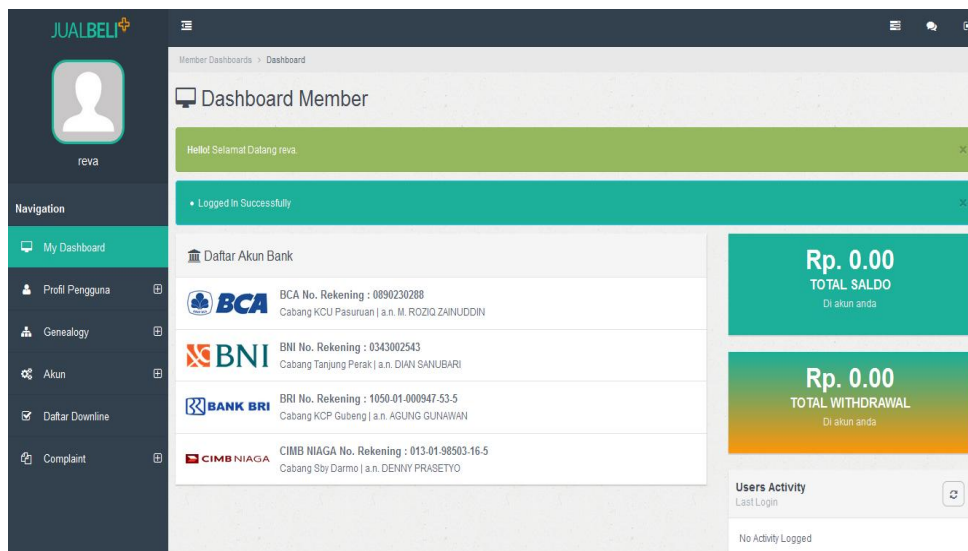 JUALBELI
Member Dashboards > Dashboard
Dashboard Member
reva
Hello! Selamat Datang reva.
x
Navigation
• Logged In Successfully
x
My Dashboard
Profil Pengguna
Genealogy
Akun
Daftar Downline
Complaint
Daftar Akun Bank
BCA
BCA No. Rekening : 0890230288
Cabang KCU Pasuruan | a.n. M. ROZIQ ZAINUDDIN
BNI
BNI No. Rekening : 0343002543
Cabang Tanjung Perak | a.n. DIAN SANUBARI
BANK BRI
BRI No. Rekening : 1050-01-000947-53-5
Cabang KCP Gubeng | a.n. AGUNG GUNAWAN
CIMB NIAGA
CIMB NIAGA No. Rekening : 013-01-98503-16-5
Cabang Sby Darmo | a.n. DENNY PRASETYO
Rp. 0.00
TOTAL SALDO
Di akun anda
Rp. 0.00
TOTAL WITHDRAWAL
Di akun anda
Users Activity
Last Login
No Activity Logged